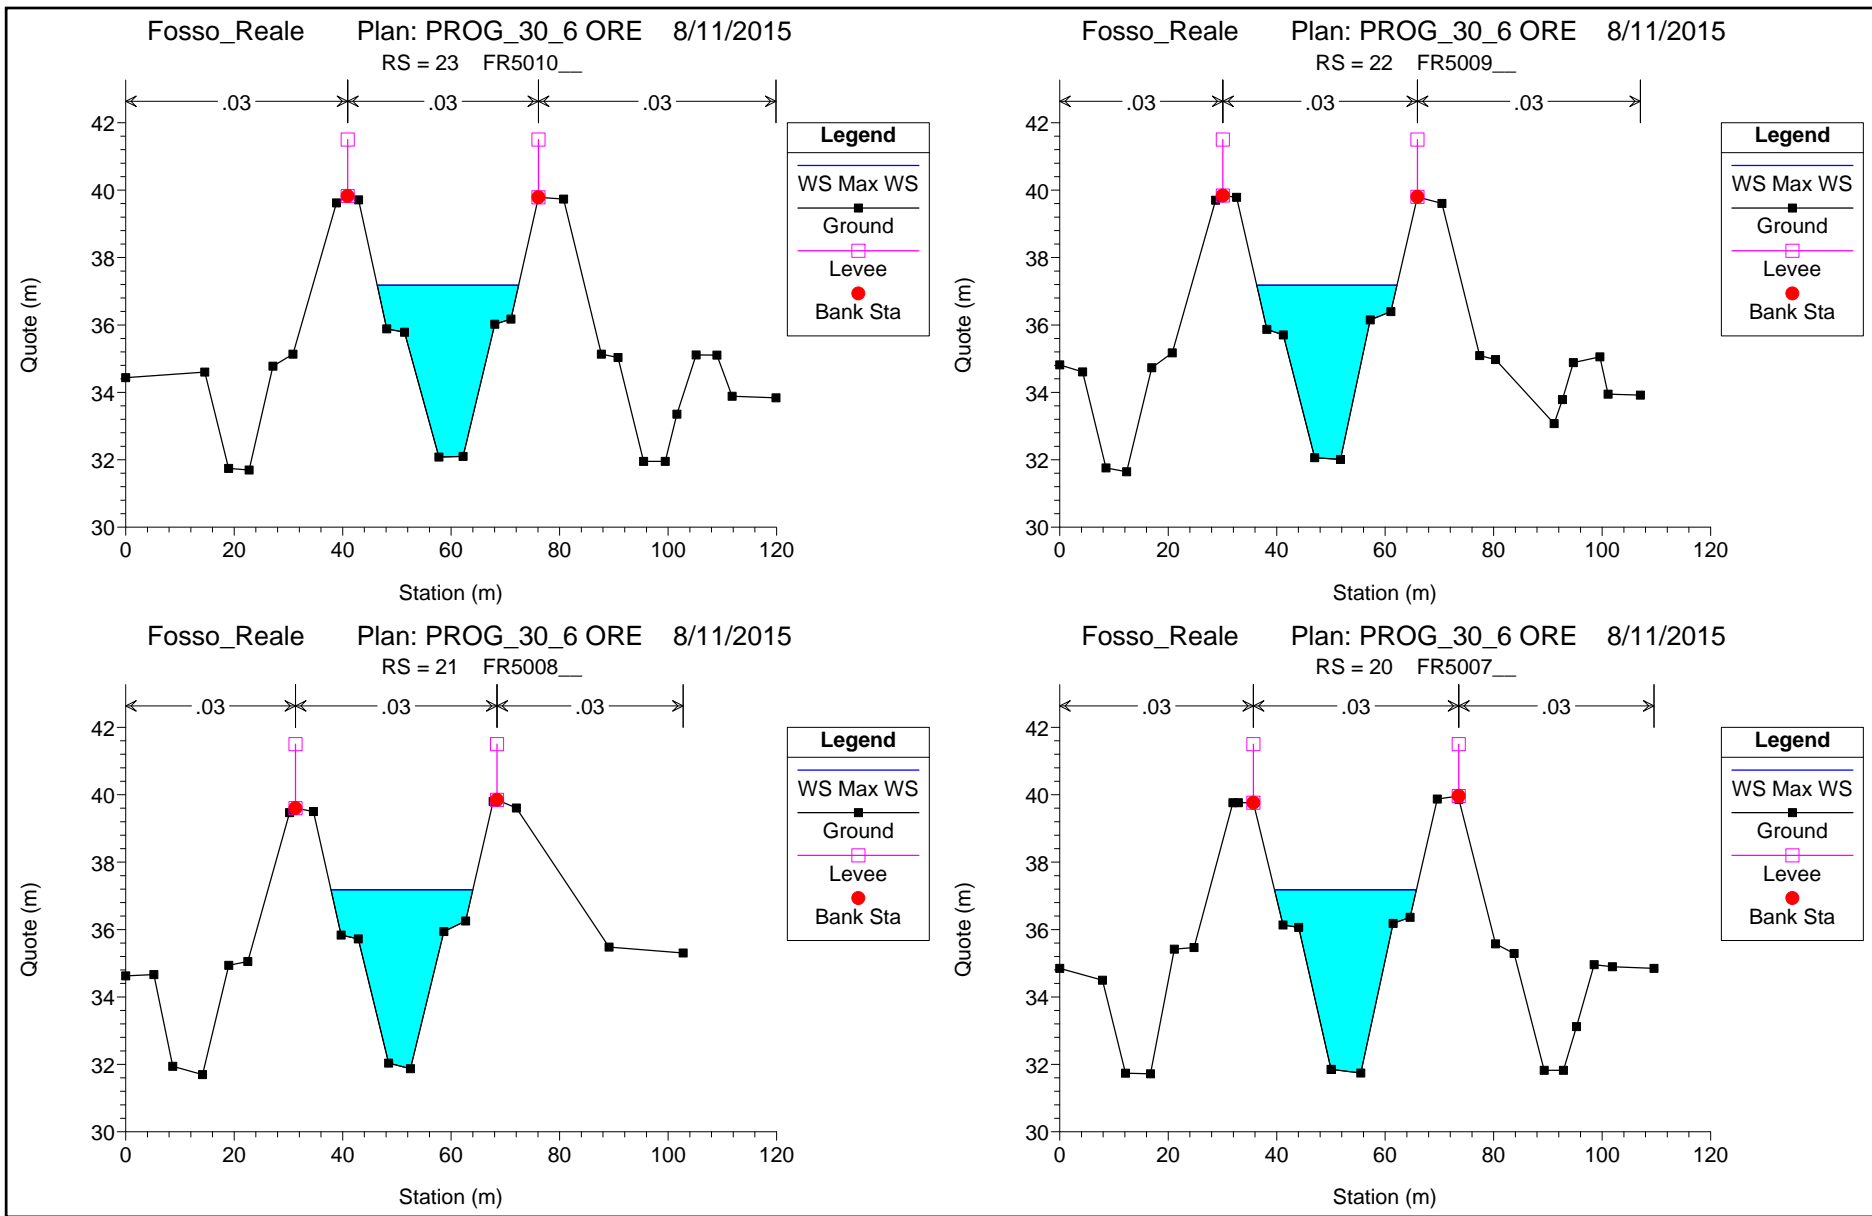 Fosso_Reale Plan: PROG_30_6 ORE 8/11/2015
RS = 23 FR5010__
.03 .03 .03
42
40
38
36
34
32
30
0 20 40 60 80 100 120
Station (m)
Quote (m)
Legend
WS Max WS
Ground
Levee
Bank Sta
Fosso_Reale Plan: PROG_30_6 ORE 8/11/2015
RS = 22 FR5009__
.03 .03 .03
42
40
38
36
34
32
30
0 20 40 60 80 100 120
Station (m)
Quote (m)
Legend
WS Max WS
Ground
Levee
Bank Sta
Fosso_Reale Plan: PROG_30_6 ORE 8/11/2015
RS = 21 FR5008__
.03 .03 .03
42
40
38
36
34
32
30
0 20 40 60 80 100 120
Station (m)
Quote (m)
Legend
WS Max WS
Ground
Levee
Bank Sta
Fosso_Reale Plan: PROG_30_6 ORE 8/11/2015
RS = 20 FR5007__
.03 .03 .03
42
40
38
36
34
32
30
0 20 40 60 80 100 120
Station (m)
Quote (m)
Legend
WS Max WS
Ground
Levee
Bank Sta